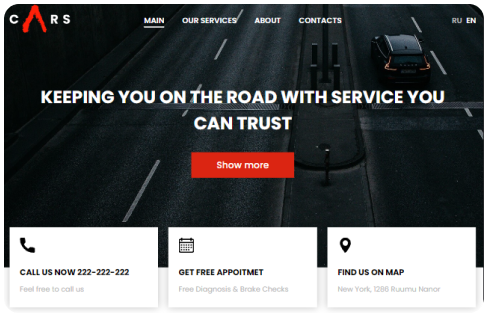 CARS
MAIN OUR SERVICES ABOUT CONTACTS RU EN
KEEPING YOU ON THE ROAD WITH SERVICE YOU
CAN TRUST
Show more
CALL US NOW 222-222-222
Feel free to call us
GET FREE APPOITMET
Free Diagnosis & Brake Checks
FIND US ON MAP
New York, 1286 Ruumu Nanor